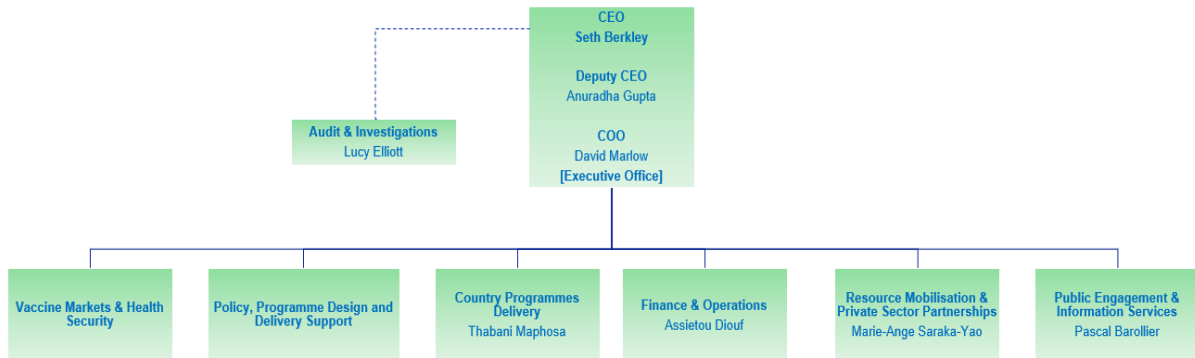 CEO
Seth Berkley
Deputy CEO
Anuradha Gupta
COO
David Marlow
[Executive Office]
Audit & Investigations
Lucy Elliott
Vaccine Markets & Health
Security
Policy, Programme Design and
Delivery Support
Country Programmes
Delivery
Thabani Maphosa
Finance & Operations
Assietou Diouf
Resource Mobilisation &
Private Sector Partnerships
Marie-Ange Saraka-Yao
Public Engagement &
Information Services
Pascal Barollier